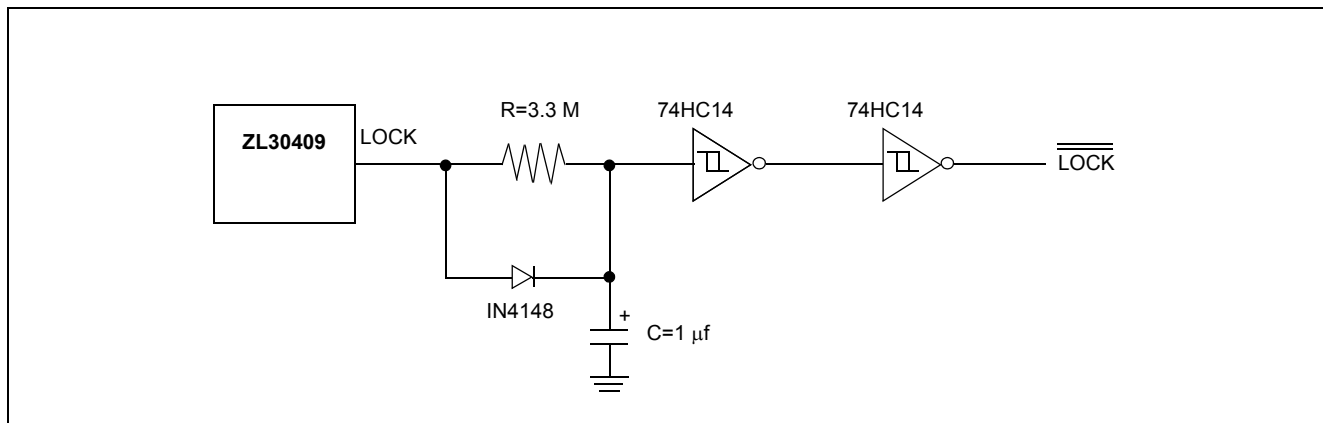 R=3.3 M
74HC14
74HC14
ZL30409
LOCK
LOCK
IN4148
+
C=1 μf